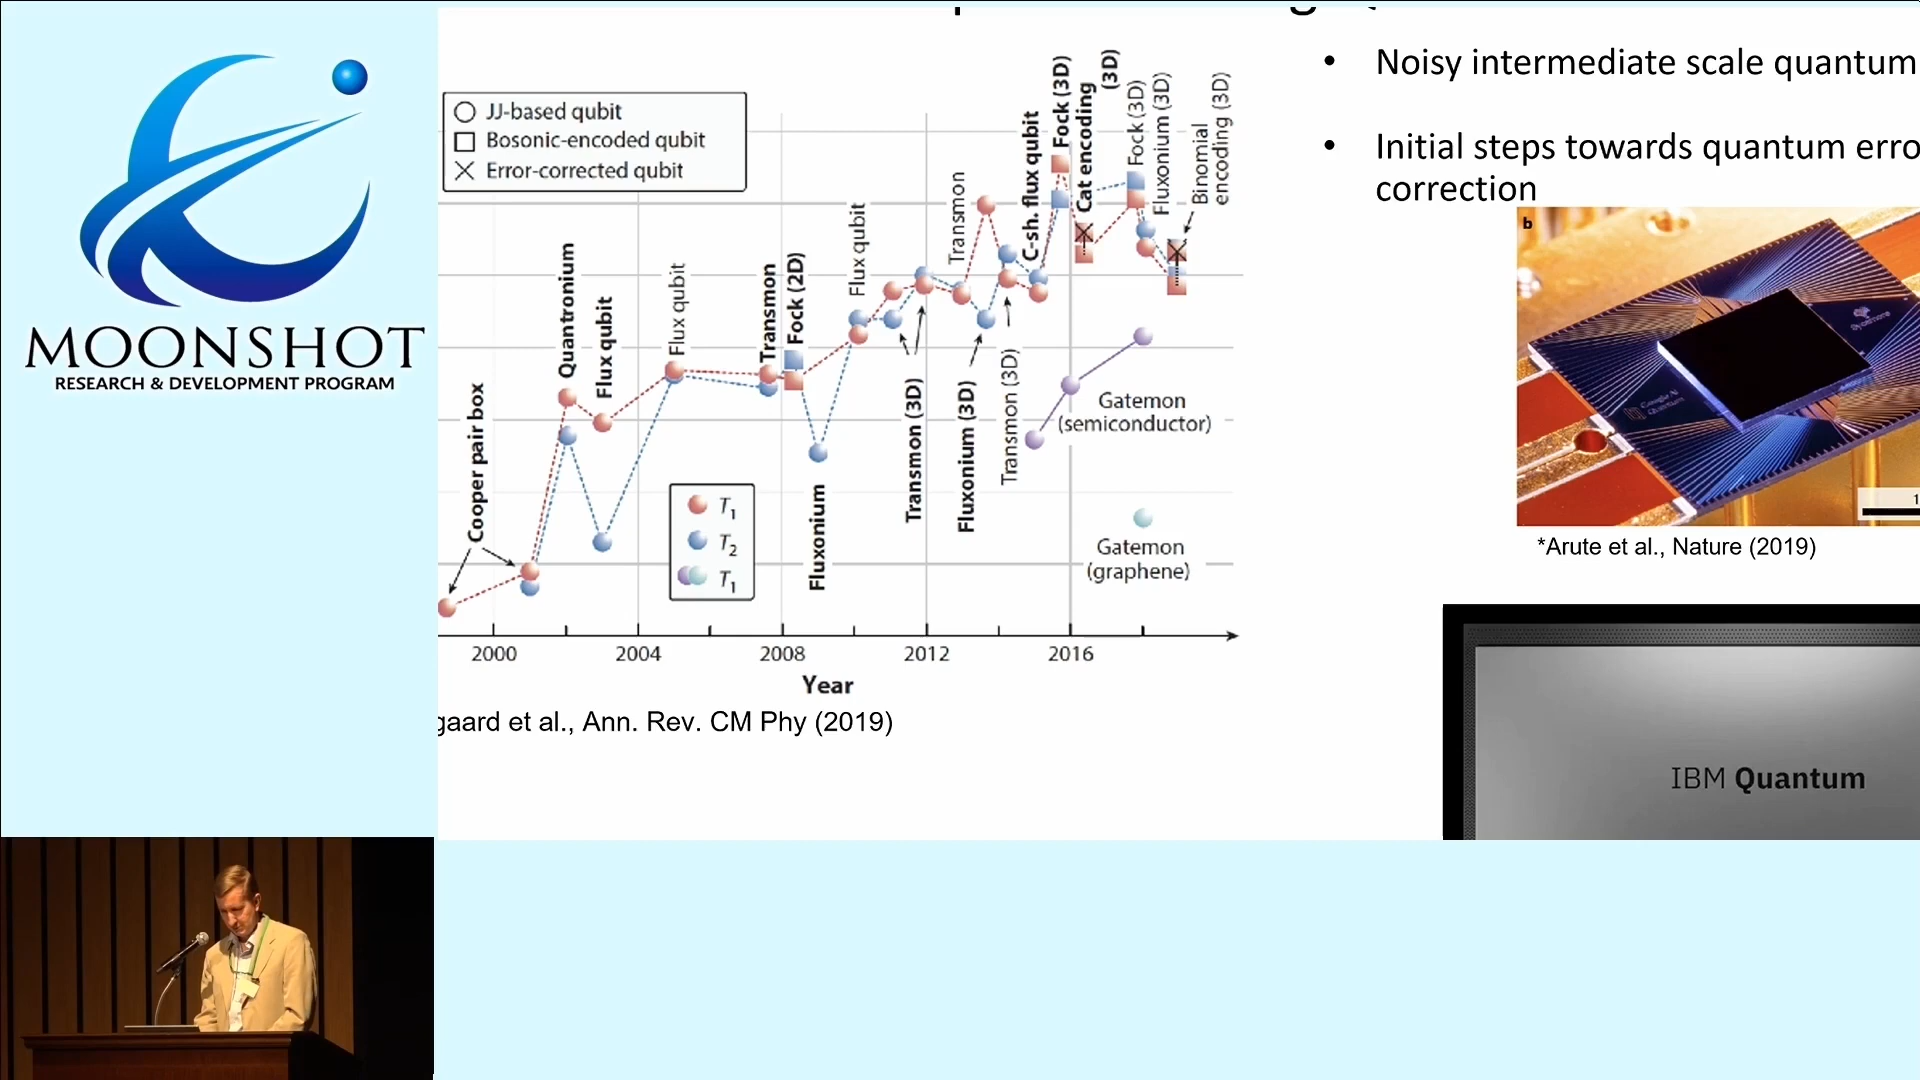 MOONSHOT
RESEARCH & DEVELOPMENT PROGRAM
JJ-based qubit
Bosonic-encoded qubit
Error-corrected qubit
Cooper pair box
Quantronium
Flux qubit
Flux qubit
Transmon
Fock (2D)
Fluxonium
Flux qubit
Transmon (3D)
Transmon
Fluxonium (3D)
Transmon (3D)
C-sh. flux qubit
Fock (3D)
Cat encoding
(3D)
Fock (3D)
Fluxonium (3D)
Binomial
encoding (3D)
Gatemon
(semiconductor)
Gatemon
(graphene)
T1
T2
T1
2000 2004 2008 2012 2016
Year
gaard et al., Ann. Rev. CM Phy (2019)
• Noisy intermediate scale quantum
• Initial steps towards quantum erro
correction
b
1
*Arute et al., Nature (2019)
IBM Quantum